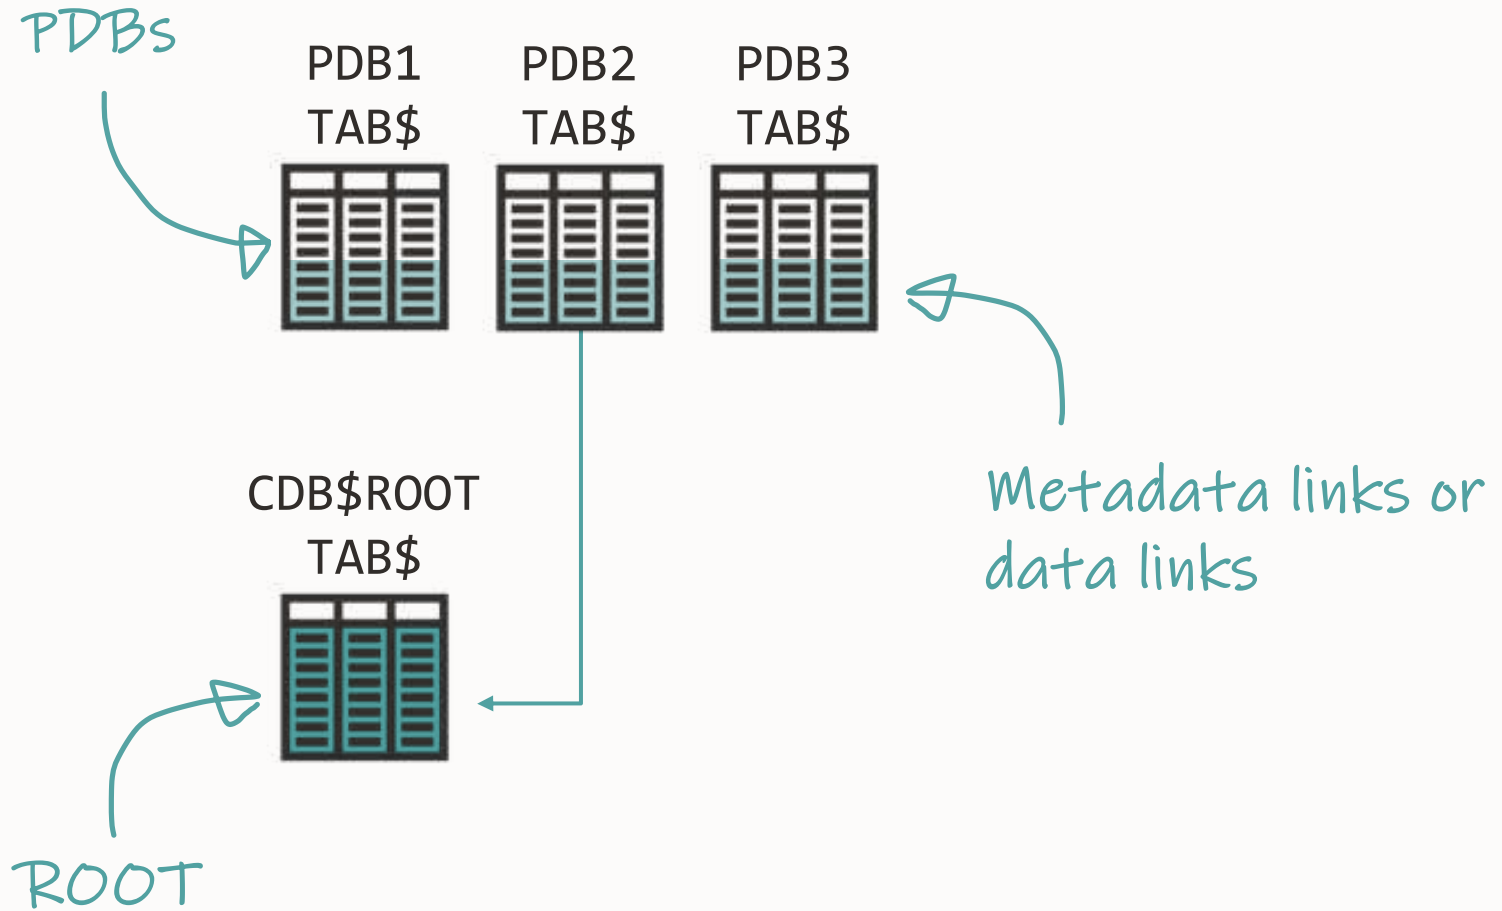 PDBs
PDB1 PDB2 PDB3
TAB$ TAB$ TAB$
CDB$ROOT
TAB$
Metadata links or
data links
ROOT